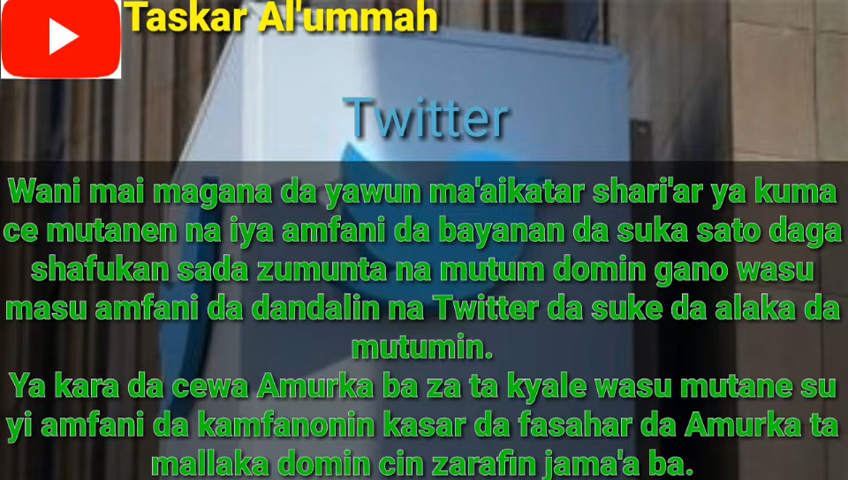 Taskar Al'ummah
Twitter
Wani mai magana da yawun ma'aikatar shari'ar ya kuma
ce mutanen na iya amfani da bayanan da suka sato daga
shafukan sada zumunta na mutum domin gano wasu
masu amfani da dandalin na Twitter da suke da alaka da
mutumin.
Ya kara da cewa Amurka ba za ta kyale wasu mutane su
yi amfani da kamfanonin kasar da fasahar da Amurka ta
mallaka domin cin zarafin jama'a ba.